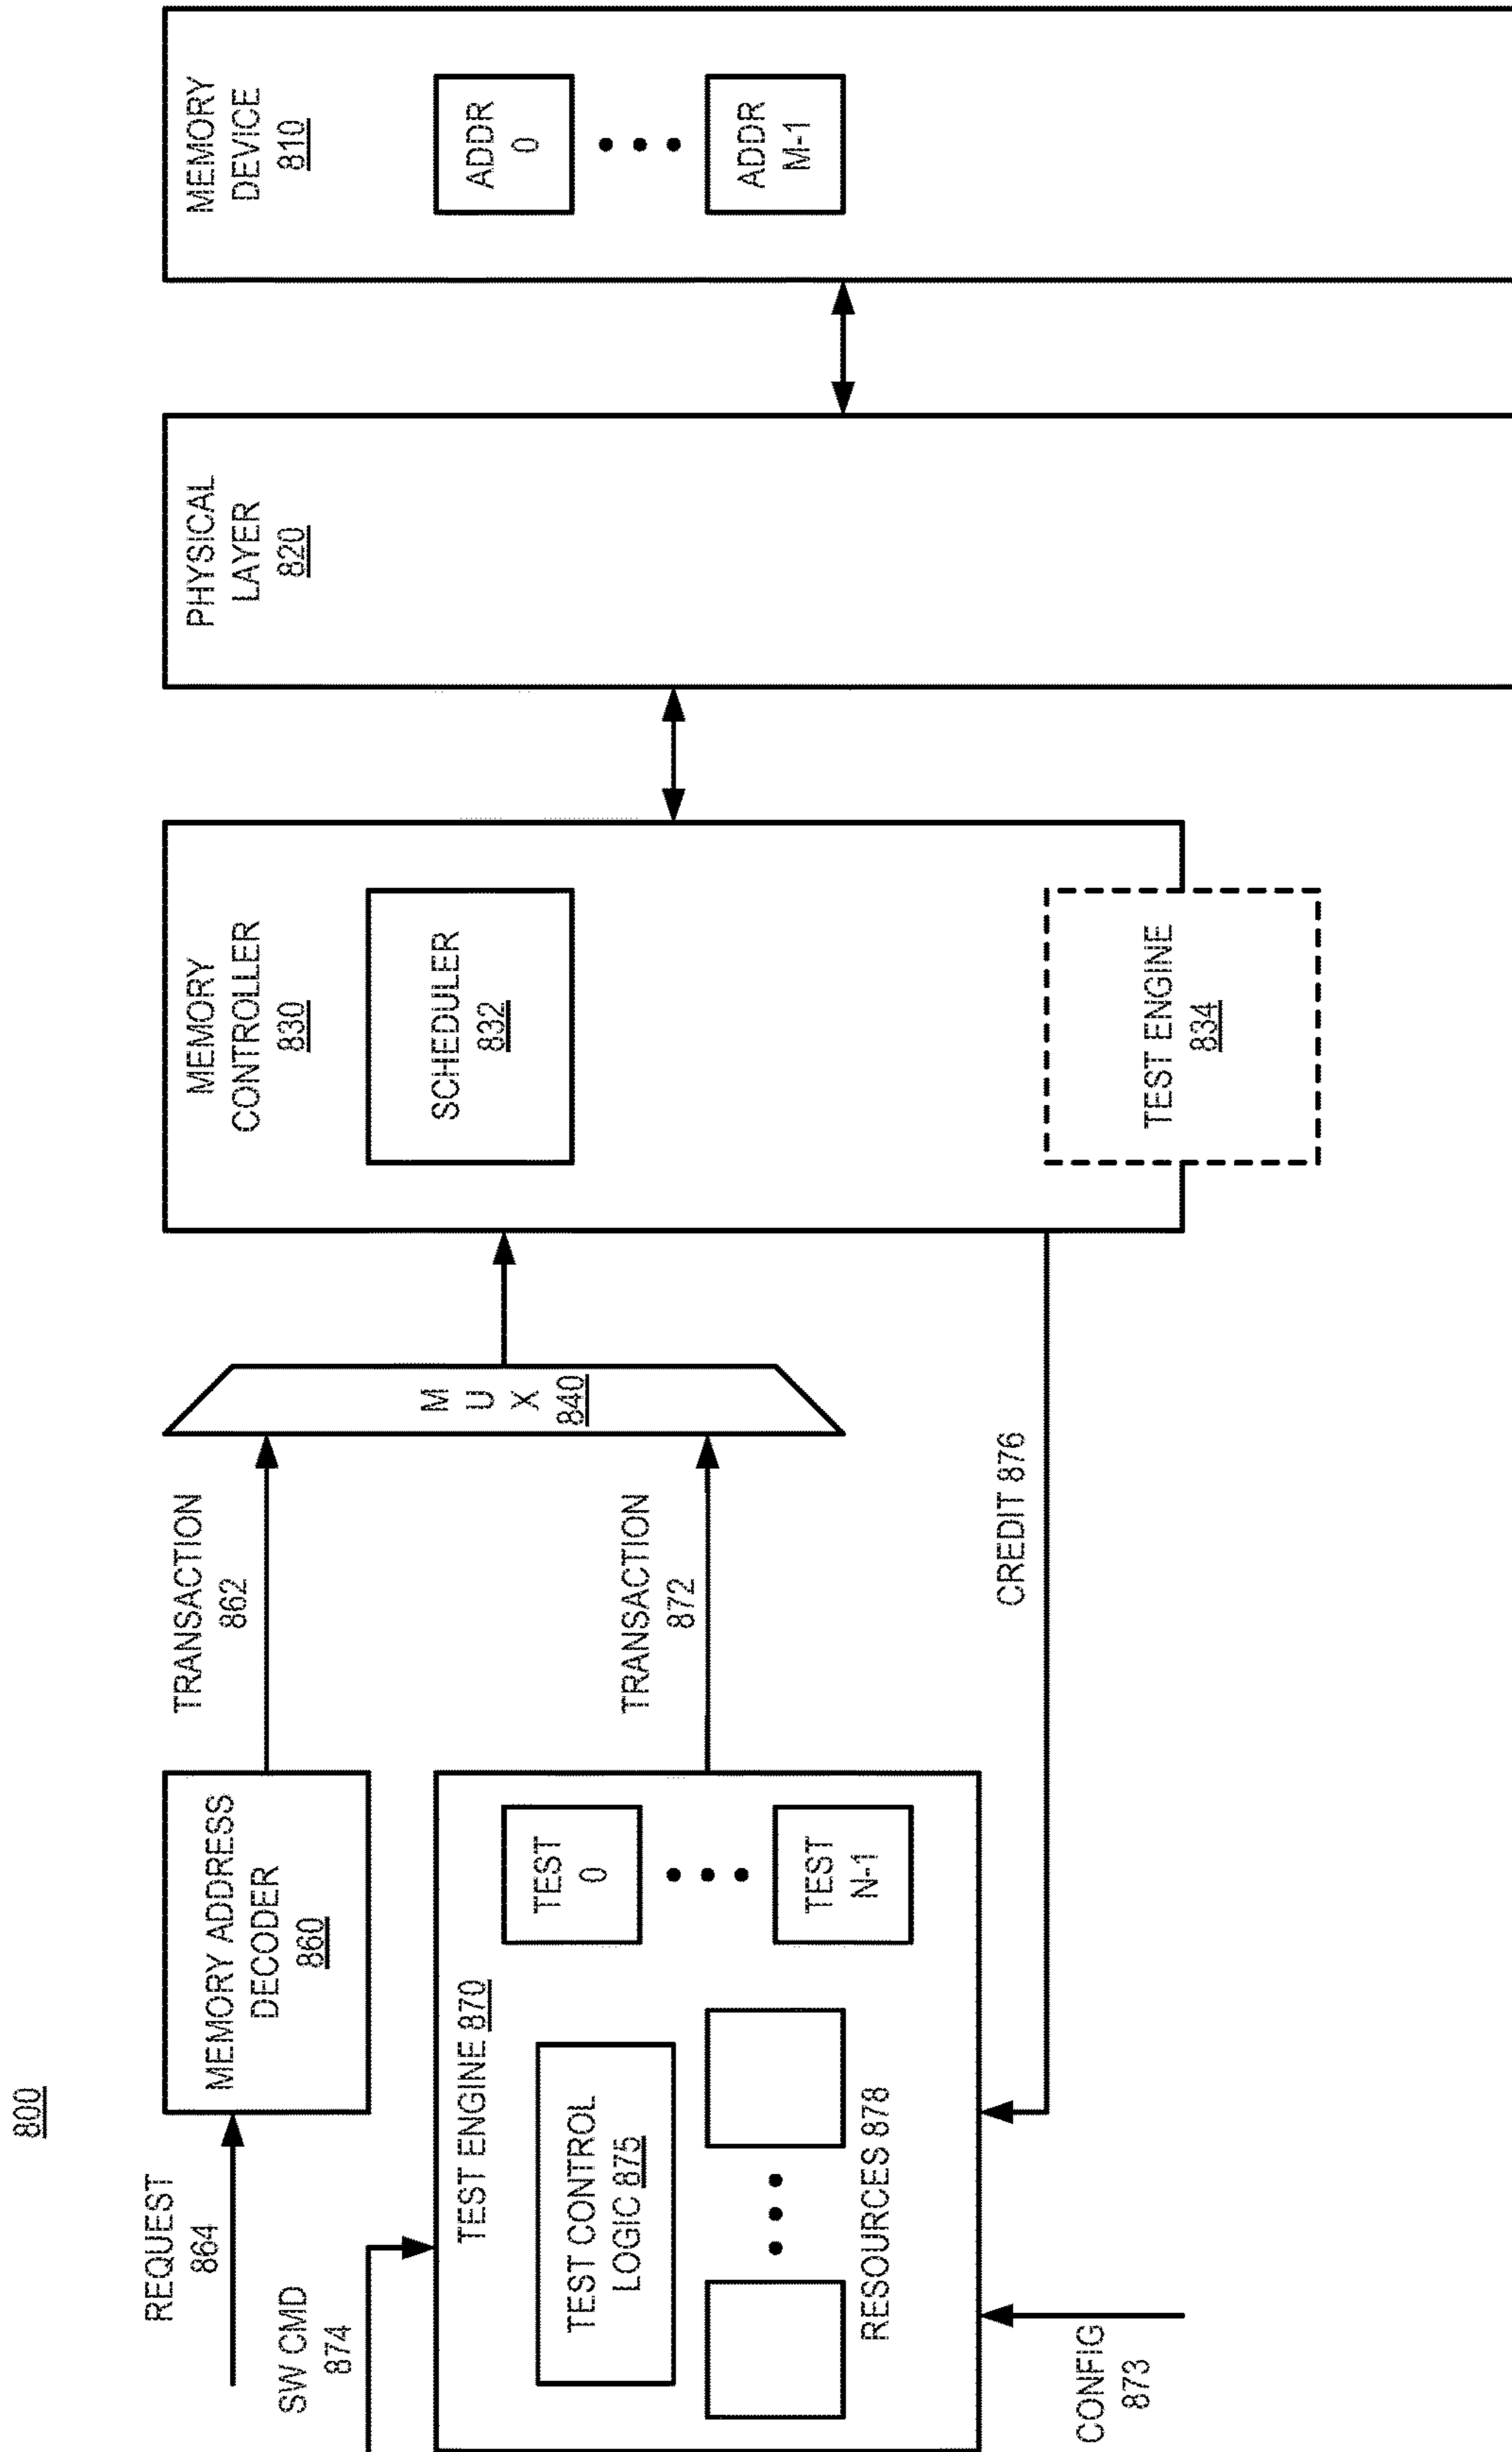 800
REQUEST
864
MEMORY ADDRESS
DECODER
860
TRANSACTION
862
SW CMD
874
TEST ENGINE 870
TEST CONTROL
LOGIC 875
RESOURCES 878
TEST
0
TEST
N-1
CONFIG
873
TRANSACTION
872
CREDIT 876
M
U
X
840
MEMORY
CONTROLLER
830
SCHEDULER
832
TEST ENGINE
834
PHYSICAL
LAYER
820
MEMORY
DEVICE
810
ADDR
0
ADDR
M-1